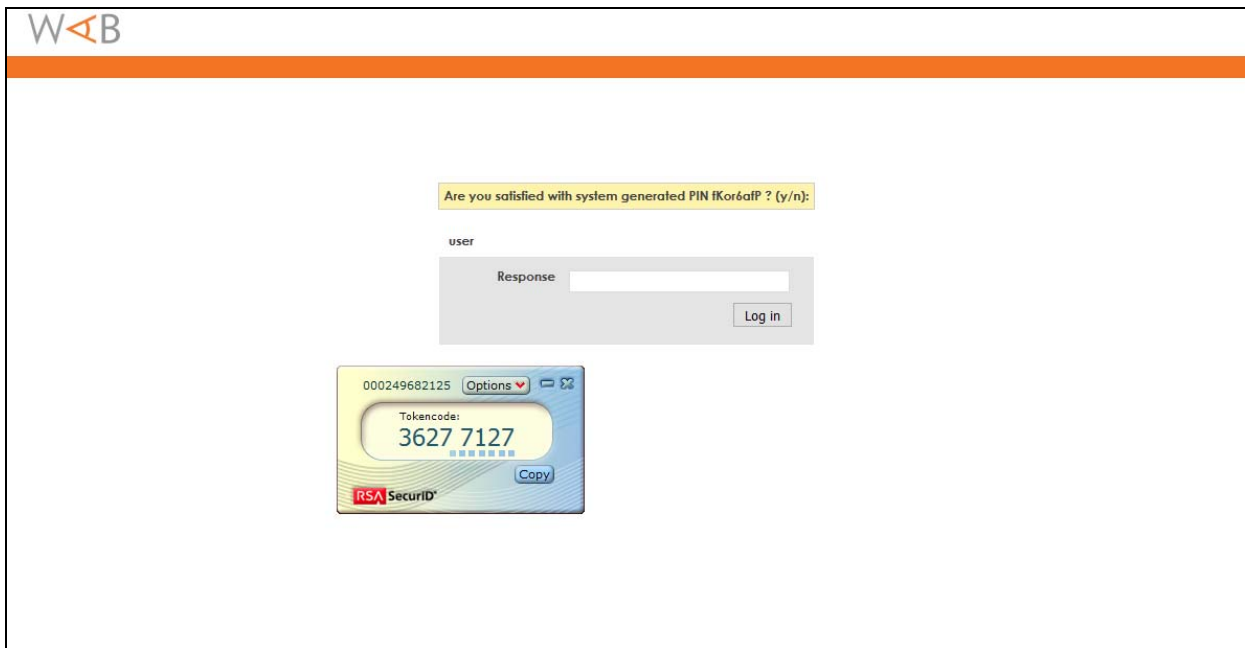 WAB
Are you satisfied with system generated PIN fKor6afP ? (y/n):
user
Response
Log in
000249682125 Options
Tokencode:
3627 7127
Copy
RSA SecurID®